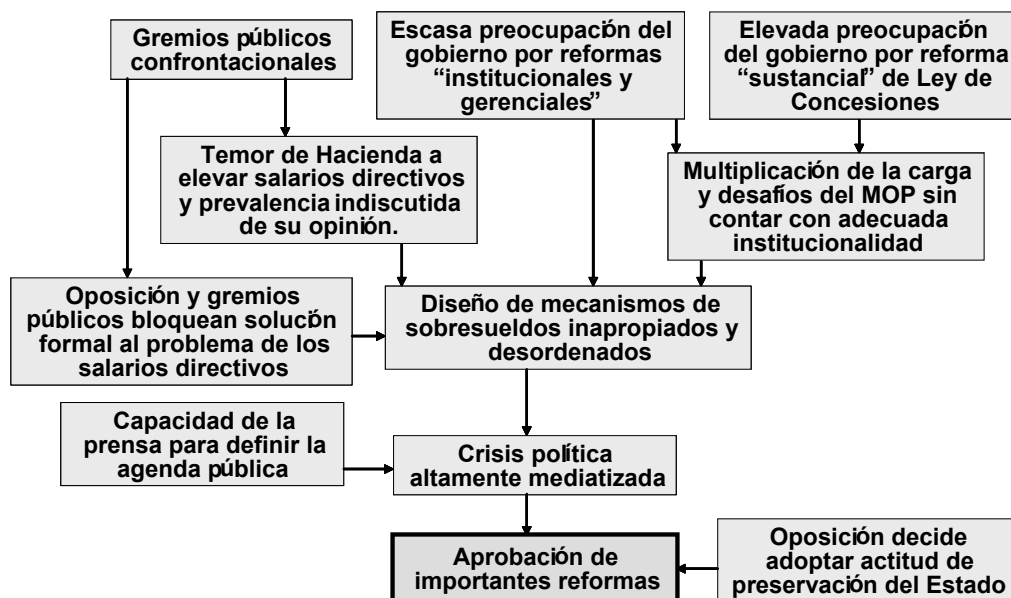 Gremios públicos
confrontacionales
Escasa preocupación del
gobierno por reformas
“institucionales y
gerenciales”
Elevada preocupación
del gobierno por reforma
“sustancial” de Ley de
Concesiones
Temor de Hacienda a
elevar salarios directivos
y prevalencia indiscutida
de su opinión.
Multiplicación de la carga
y desafíos del MOP sin
contar con adecuada
institucionalidad
Oposición y gremios
públicos bloquean solución
formal al problema de los
salarios directivos
Diseño de mecanismos de
sobresueldos inapropiados y
desordenados
Capacidad de la
prensa para definir la
agenda pública
Crisis política
altamente mediatizada
Aprobación de
importantes reformas
Oposición decide
adoptar actitud de
preservación del Estado